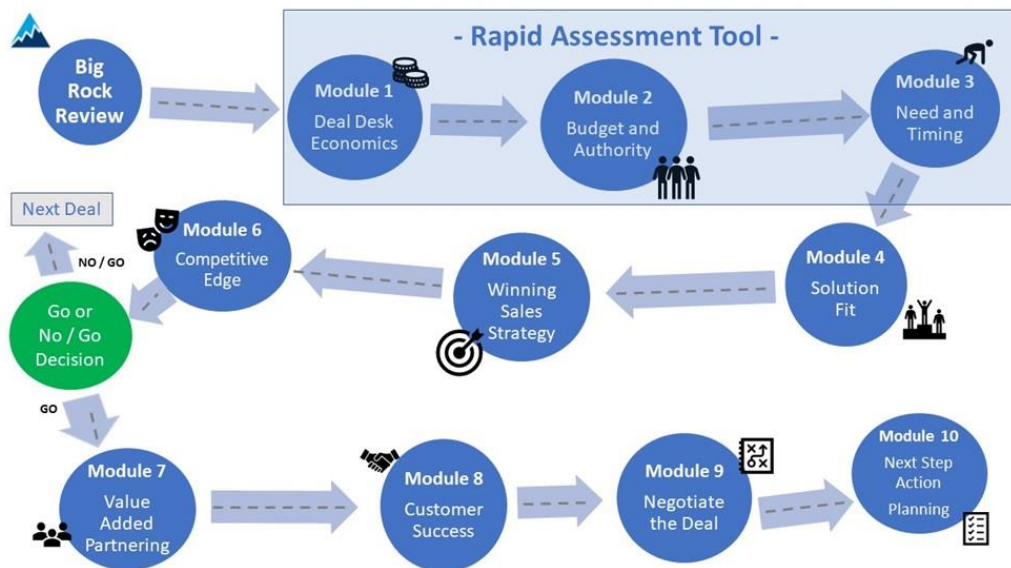 - Rapid Assessment Tool -
Big
Rock
Review
Module 1
Deal Desk
Economics
Module 2
Budget and
Authority
Module 3
Need and
Timing
Module 4
Solution
Fit
Module 5
Winning
Sales
Strategy
Module 6
Competitive
Edge
Go or
No / Go
Decision
NO / GO
Next Deal
GO
Module 7
Value
Added
Partnering
Module 8
Customer
Success
Module 9
Negotiate
the Deal
Module 10
Next Step
Action
Planning